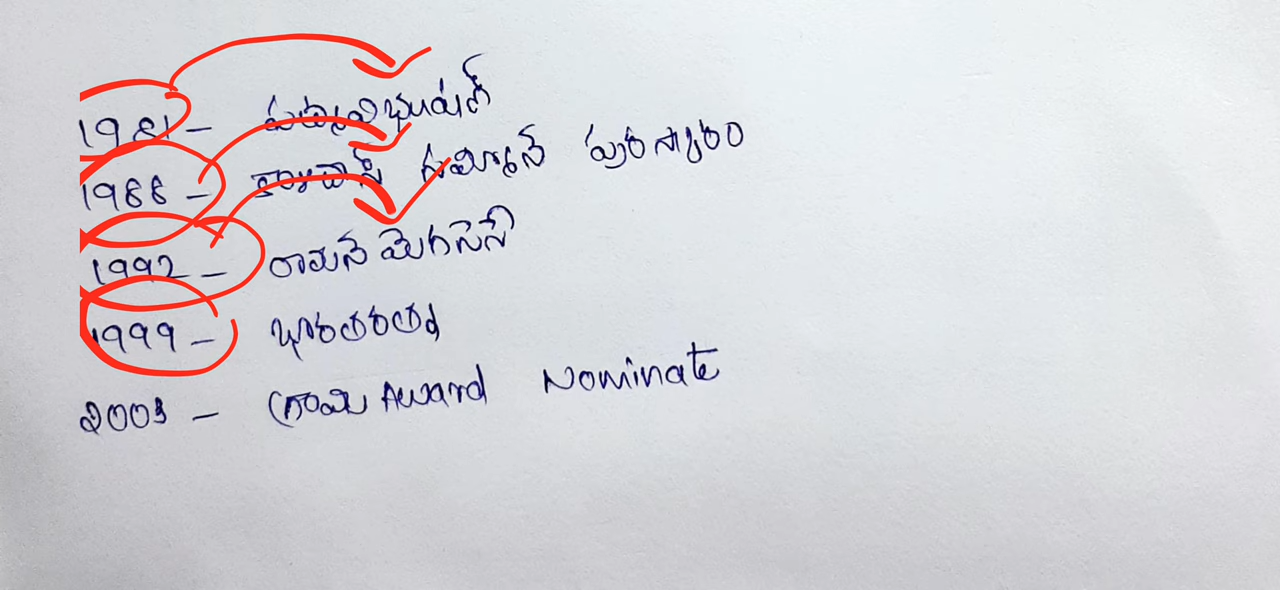 1981 - పద్మవిభూషణ్
1988 - కాళిదాస్ సమ్మాన్ పురస్కారం
1992 - రామన్ మెగసెసే
1999 - భారతరత్న
2003 - గ్రామి Award Nominate